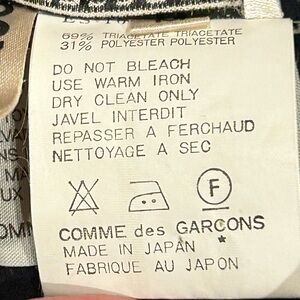 69% TRIACETATE TRIACETATE
31% POLYESTER POLYESTER
DO NOT BLEACH
USE WARM IRON
DRY CLEAN ONLY
JAVEL INTERDIT
REPASSER A FERCHAUD
NETTOYAGE A SEC
F
COMME des GARCONS
MADE IN JAPAN
FABRIQUE AU JAPON